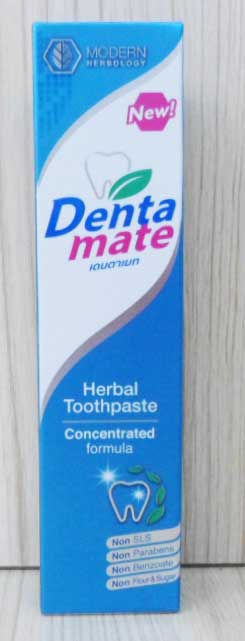 MODERN
HERBOLOGY
New!
Denta
mate
เดนตาเมท
Herbal
Toothpaste
Concentrated
formula
Non SLS
Non Parabens
Non Benzoate
Non Flour & Sugar